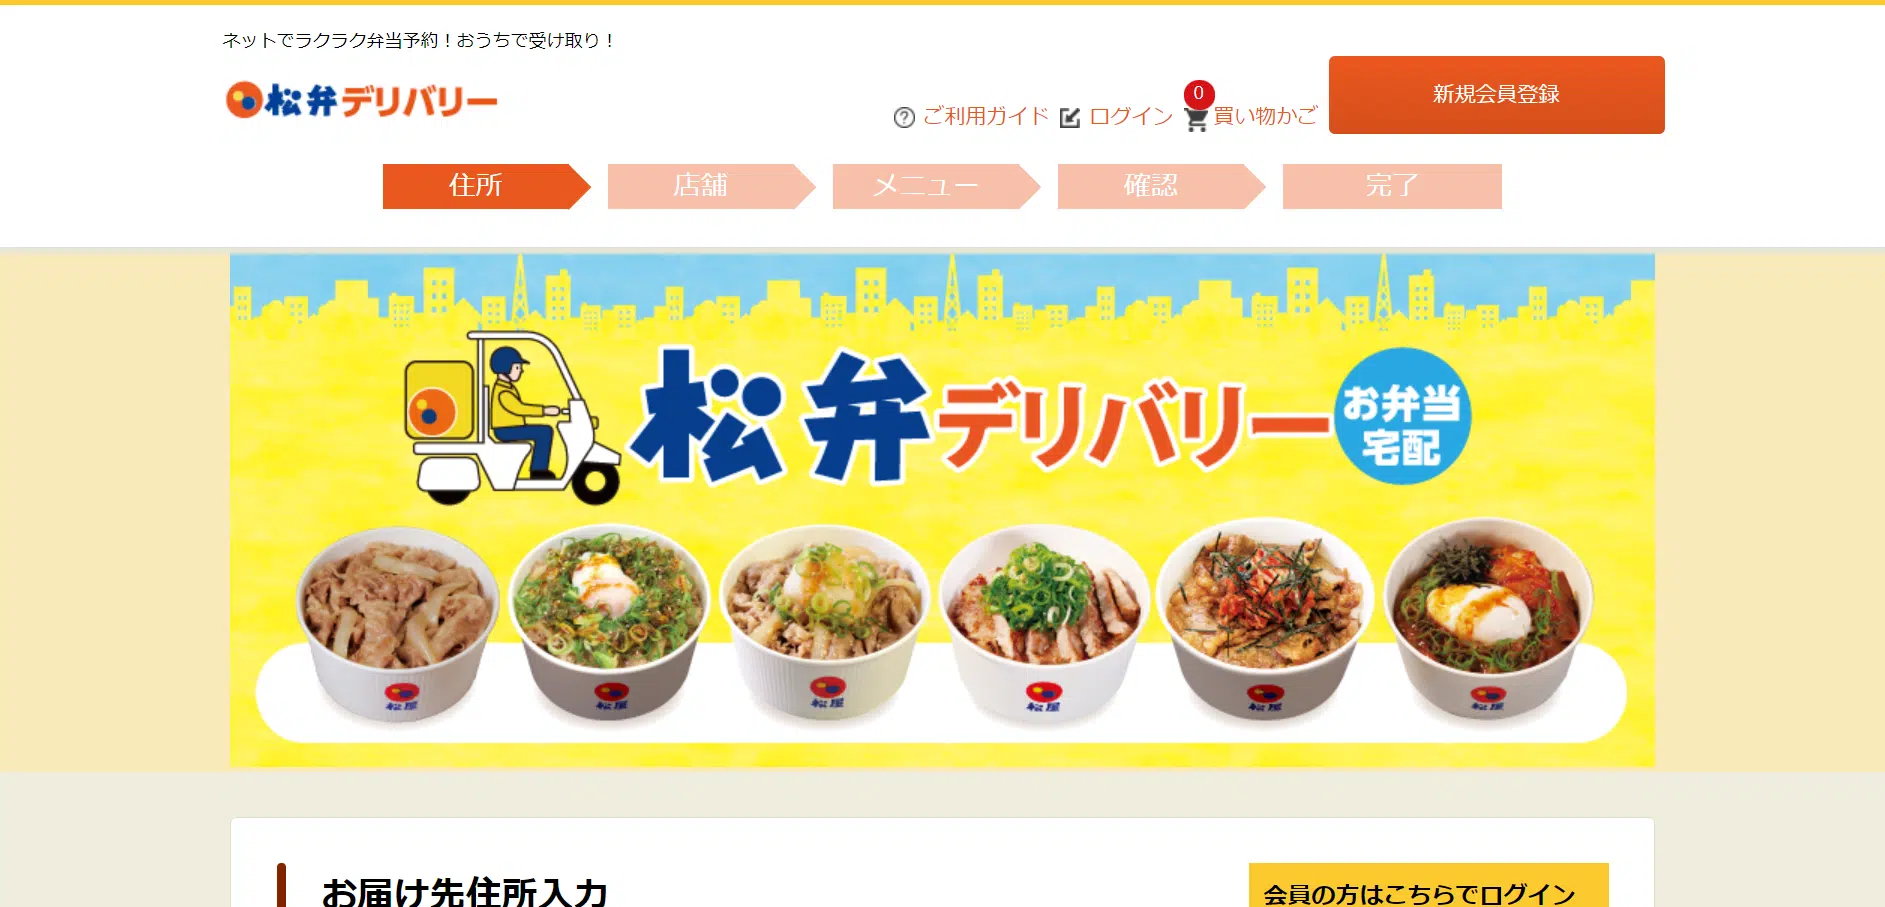 ネットでラクラク弁当予約！おうちで受け取り！
松弁デリバリー
ご利用ガイド ログイン 0 買い物かご 新規会員登録
住所 店舗 メニュー 確認 完了
松弁デリバリー お弁当宅配
松屋 松屋 松屋 松屋 松屋 松屋
お届け先住所入力 会員の方はこちらでログイン